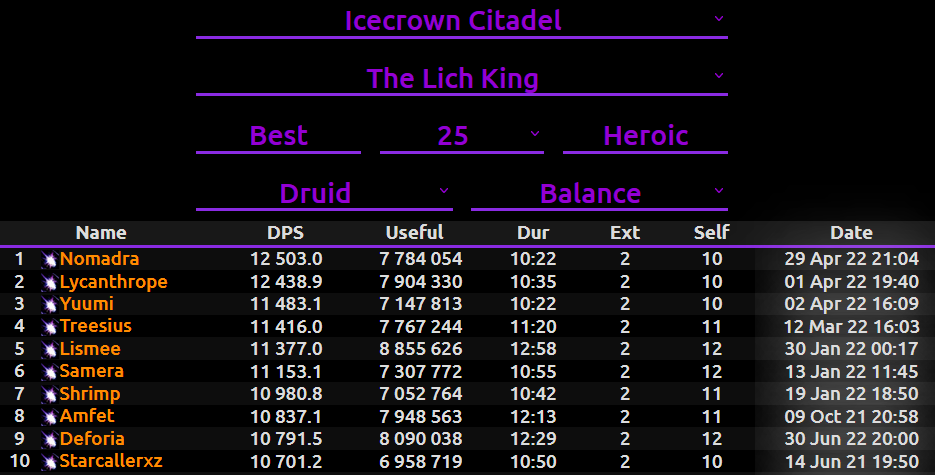 Icecrown Citadel
The Lich King
Best 25 Heroic
Druid Balance
Name DPS Useful Dur Ext Self Date
1 Nomadra 12 503.0 7 784 054 10:22 2 10 29 Apr 22 21:04
2 Lycanthrope 12 438.9 7 904 330 10:35 2 10 01 Apr 22 19:40
3 Yuumi 11 483.1 7 147 813 10:22 2 10 02 Apr 22 16:09
4 Treesius 11 416.0 7 767 244 11:20 2 11 12 Mar 22 16:03
5 Lismee 11 377.0 8 855 626 12:58 2 12 30 Jan 22 00:17
6 Samera 11 153.1 7 307 772 10:55 2 12 13 Jan 22 11:45
7 Shrimp 10 980.8 7 052 764 10:42 2 11 19 Jan 22 18:50
8 Amfet 10 837.1 7 948 563 12:13 2 11 09 Oct 21 20:58
9 Deforia 10 791.5 8 090 038 12:29 2 12 30 Jun 22 20:00
10 Starcallerxz 10 701.2 6 958 719 10:50 2 10 14 Jun 21 19:50